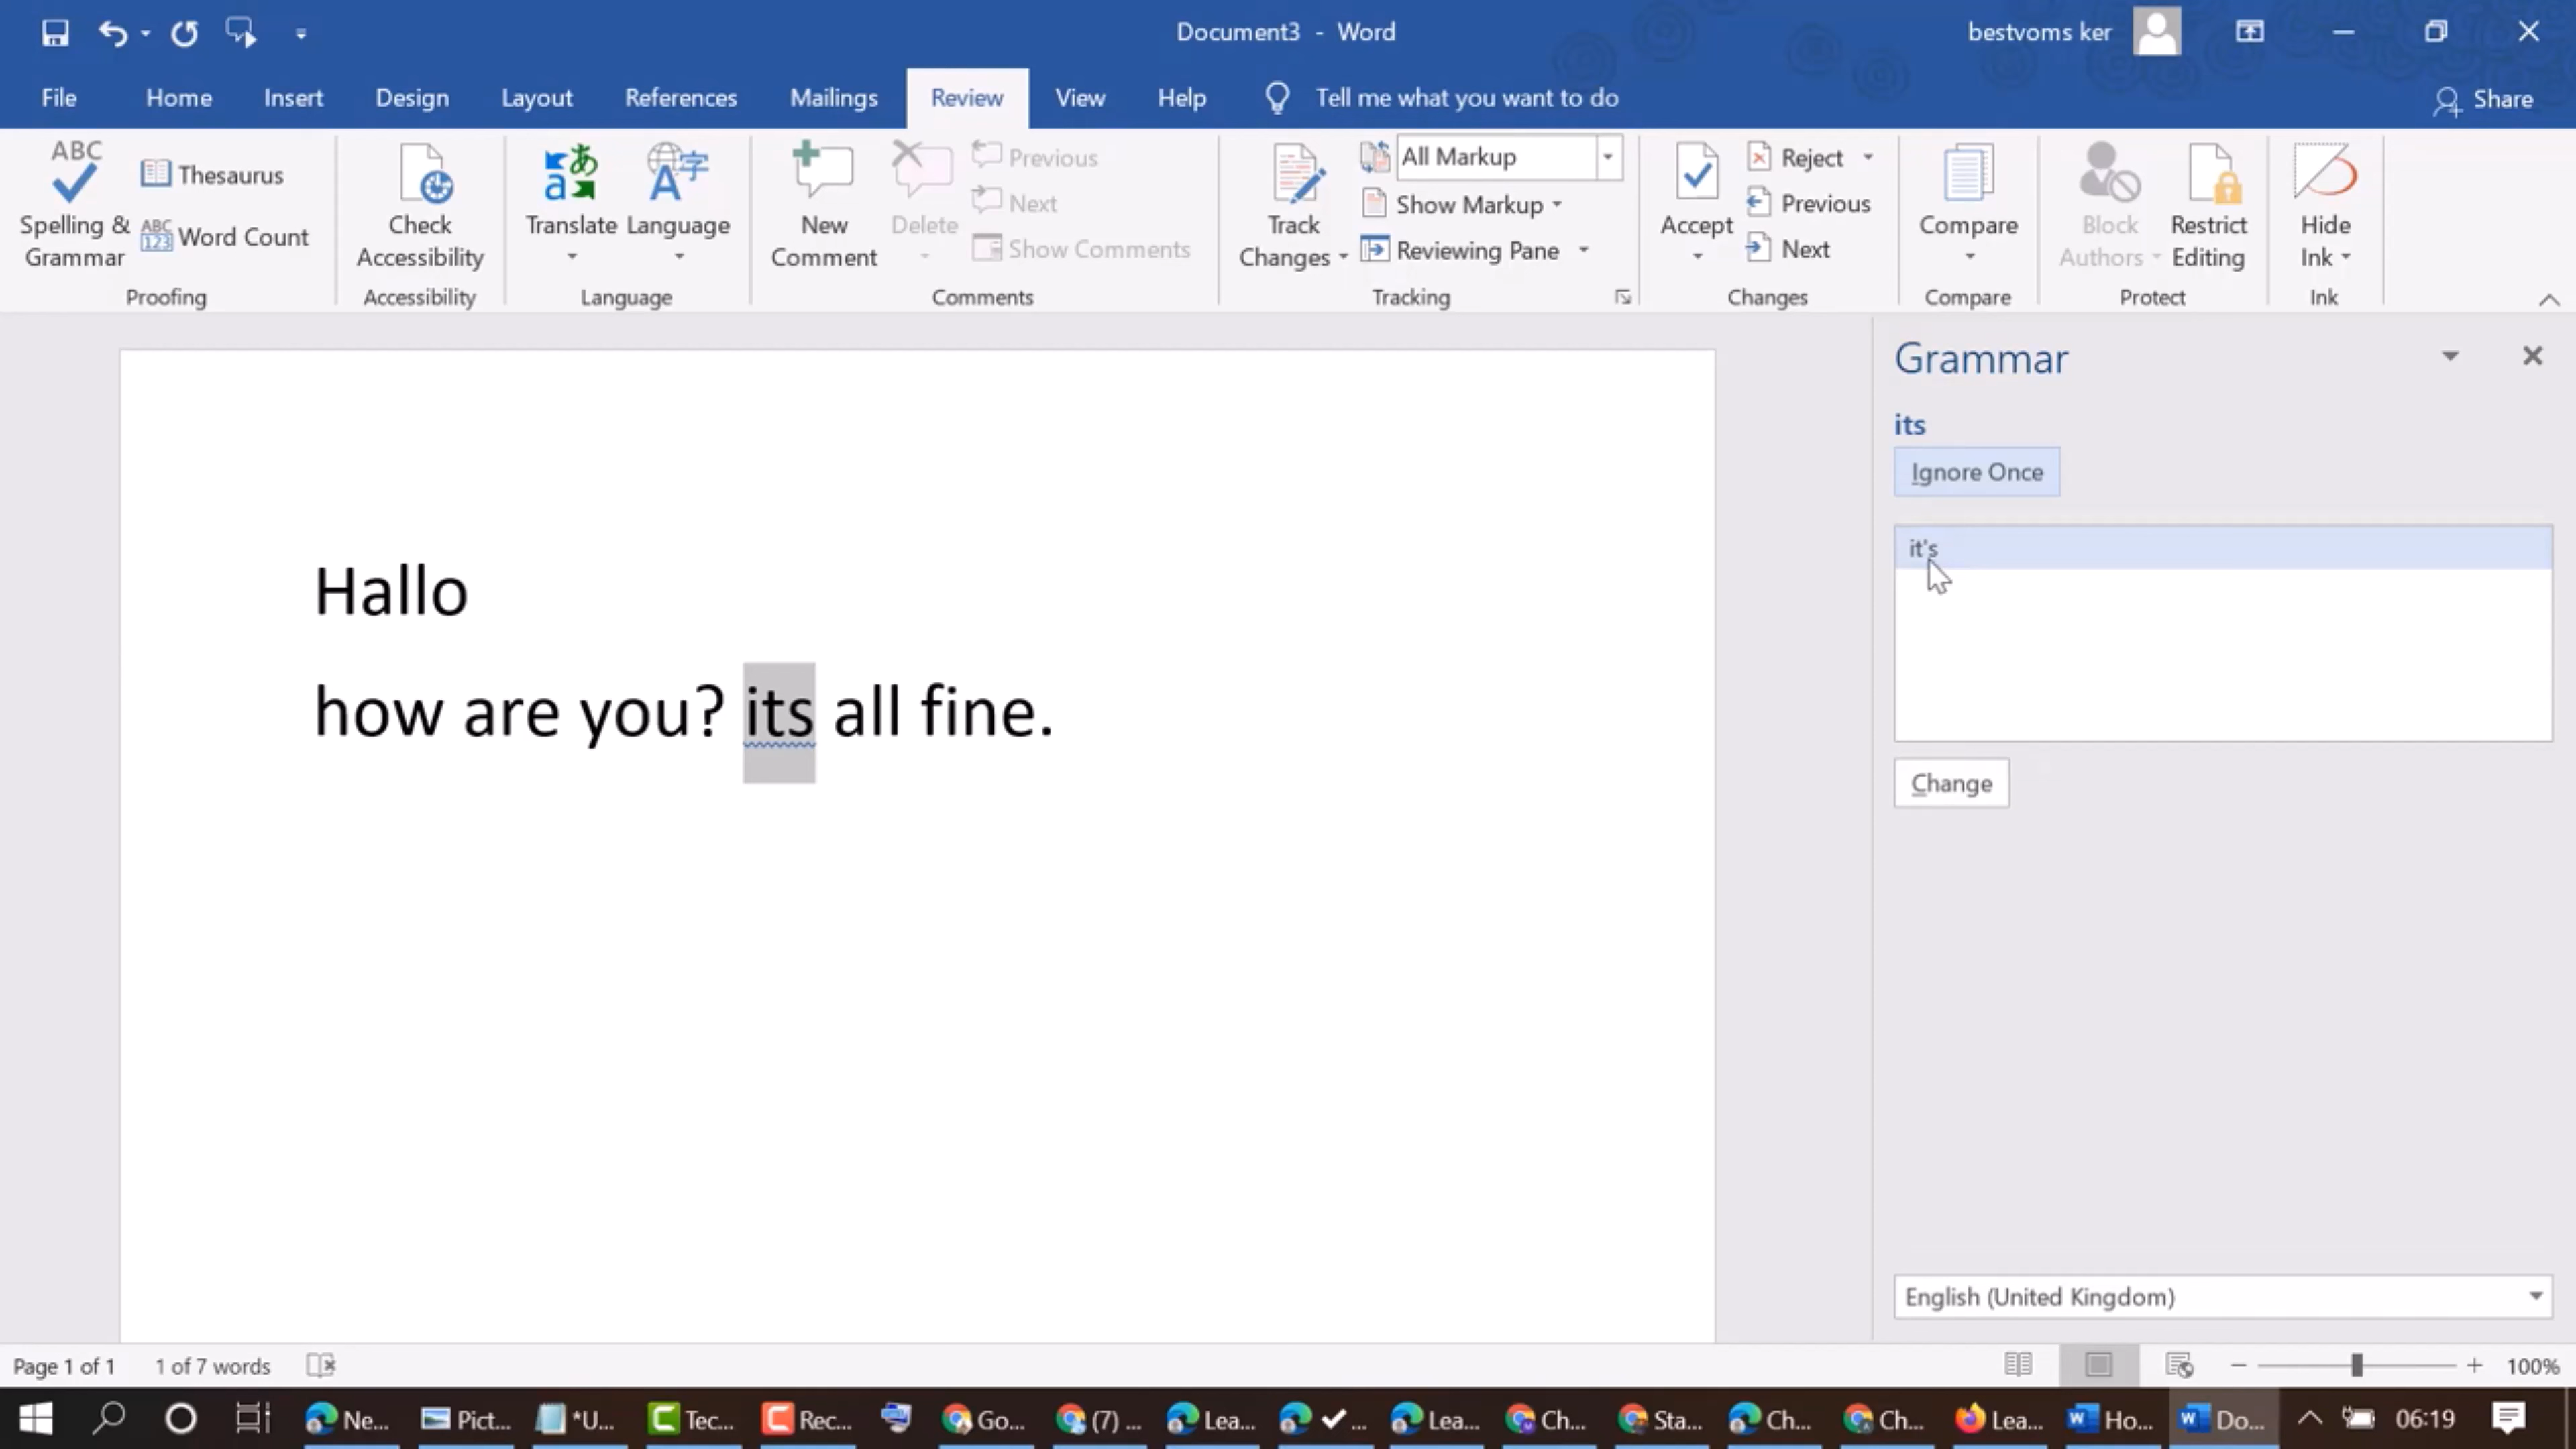 Document3 - Word
bestvoms ker
File Home Insert Design Layout References Mailings Review View Help Tell me what you want to do Share
ABC
Spelling & Grammar
Thesaurus
ABC 123 Word Count
Proofing
Check Accessibility
Accessibility
Translate
Language
Language
New Comment
Delete
Previous
Next
Show Comments
Comments
Track Changes
All Markup
Show Markup
Reviewing Pane
Tracking
Accept
Reject
Previous
Next
Changes
Compare
Compare
Block Authors
Restrict Editing
Protect
Hide Ink
Ink
Hallo
how are you? its all fine.
Grammar
its
Ignore Once
it's
Change
English (United Kingdom)
Page 1 of 1 1 of 7 words
100%
Ne... Pict... *U... Tec... Rec... Go... (7) ... Lea... ... Lea... Ch... Sta... Ch... Ch... Lea... Ho... Do... 06:19